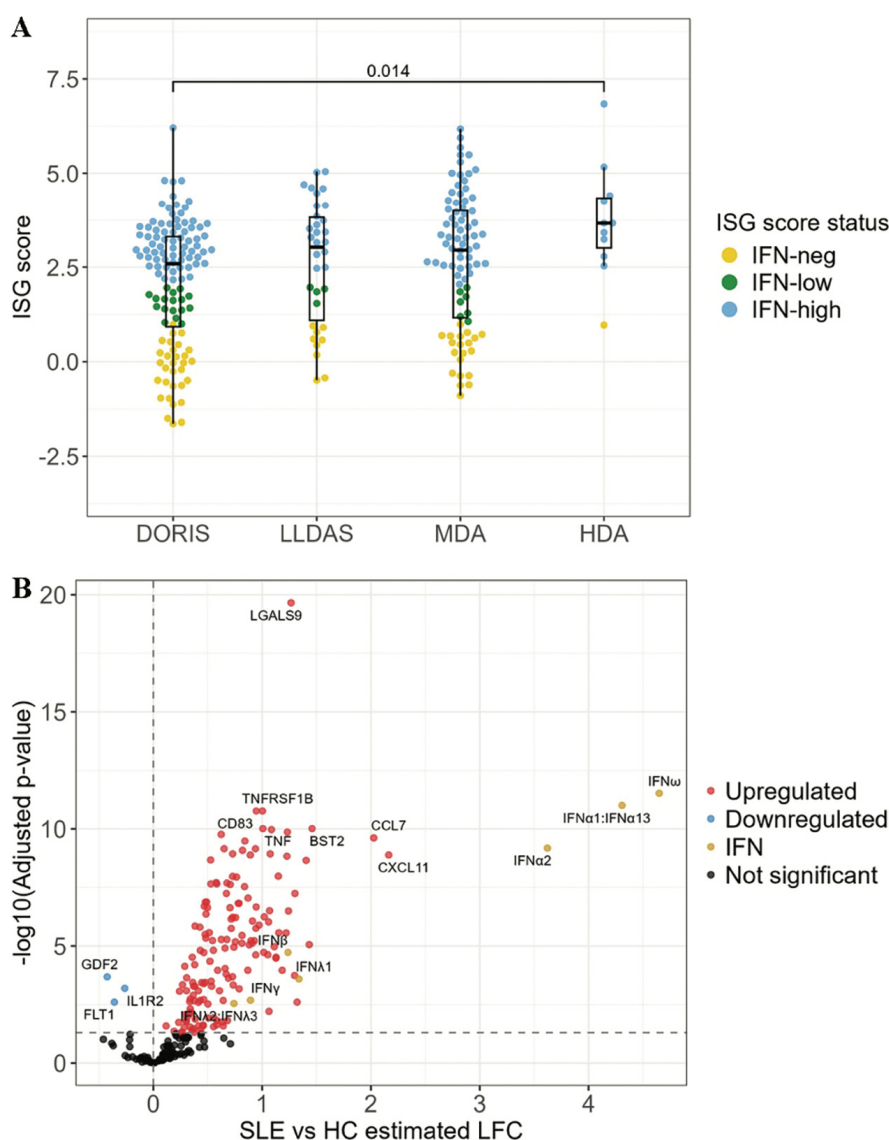 A
0.014
7.5
5.0
2.5
0.0
-2.5
ISG score
DORIS LLDAS MDA HDA
ISG score status
IFN-neg
IFN-low
IFN-high
B
20
15
10
5
0
-log10(Adjusted p-value)
LGALS9
IFNω
TNFRSF1B
IFNα1:IFNα13
CD83
CCL7
TNF
BST2
CXCL11
IFNα2
IFNβ
GDF2
IFNλ1
IL1R2
IFNγ
FLT1
IFNλ2:IFNλ3
0 1 2 3 4
SLE vs HC estimated LFC
Upregulated
Downregulated
IFN
Not significant